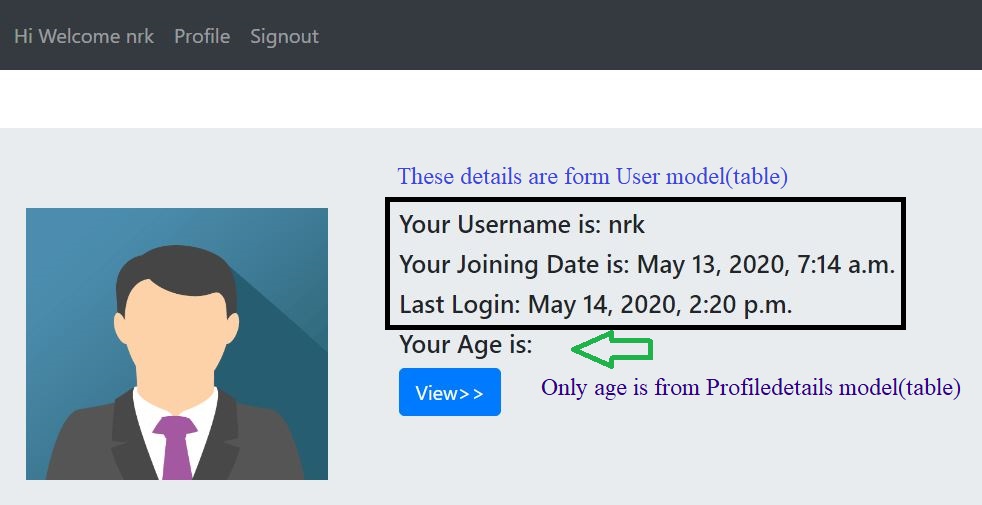 Hi Welcome nrk Profile Signout
These details are form User model(table)
Your Username is: nrk
Your Joining Date is: May 13, 2020, 7:14 a.m.
Last Login: May 14, 2020, 2:20 p.m.
Your Age is:
View>>
Only age is from Profiledetails model(table)